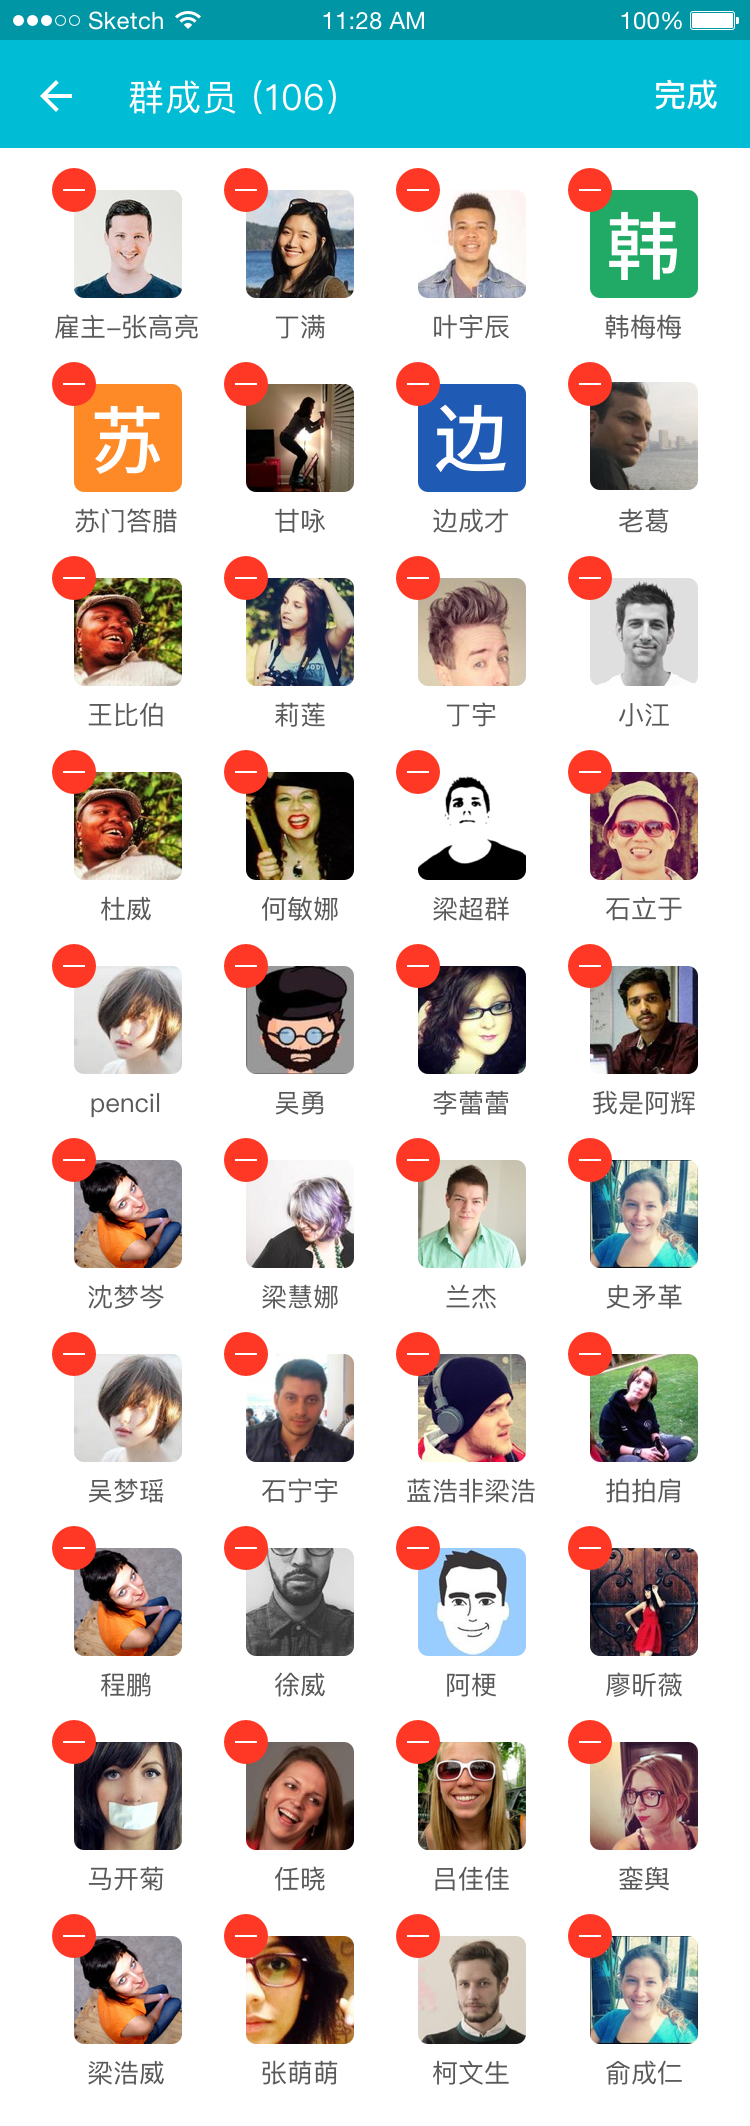 Sketch 11:28 AM 100%
群成员 (106) 完成
韩
雇主-张高亮 丁满 叶宇辰 韩梅梅
苏 边
苏门答腊 甘咏 边成才 老葛
王比伯 莉莲 丁宇 小江
杜威 何敏娜 梁超群 石立于
pencil 吴勇 李蕾蕾 我是阿辉
沈梦岑 梁慧娜 兰杰 史矛革
吴梦瑶 石宁宇 蓝浩非梁浩 拍拍肩
程鹏 徐威 阿梗 廖昕薇
马开菊 任晓 吕佳佳 銮舆
梁浩威 张萌萌 柯文生 俞成仁